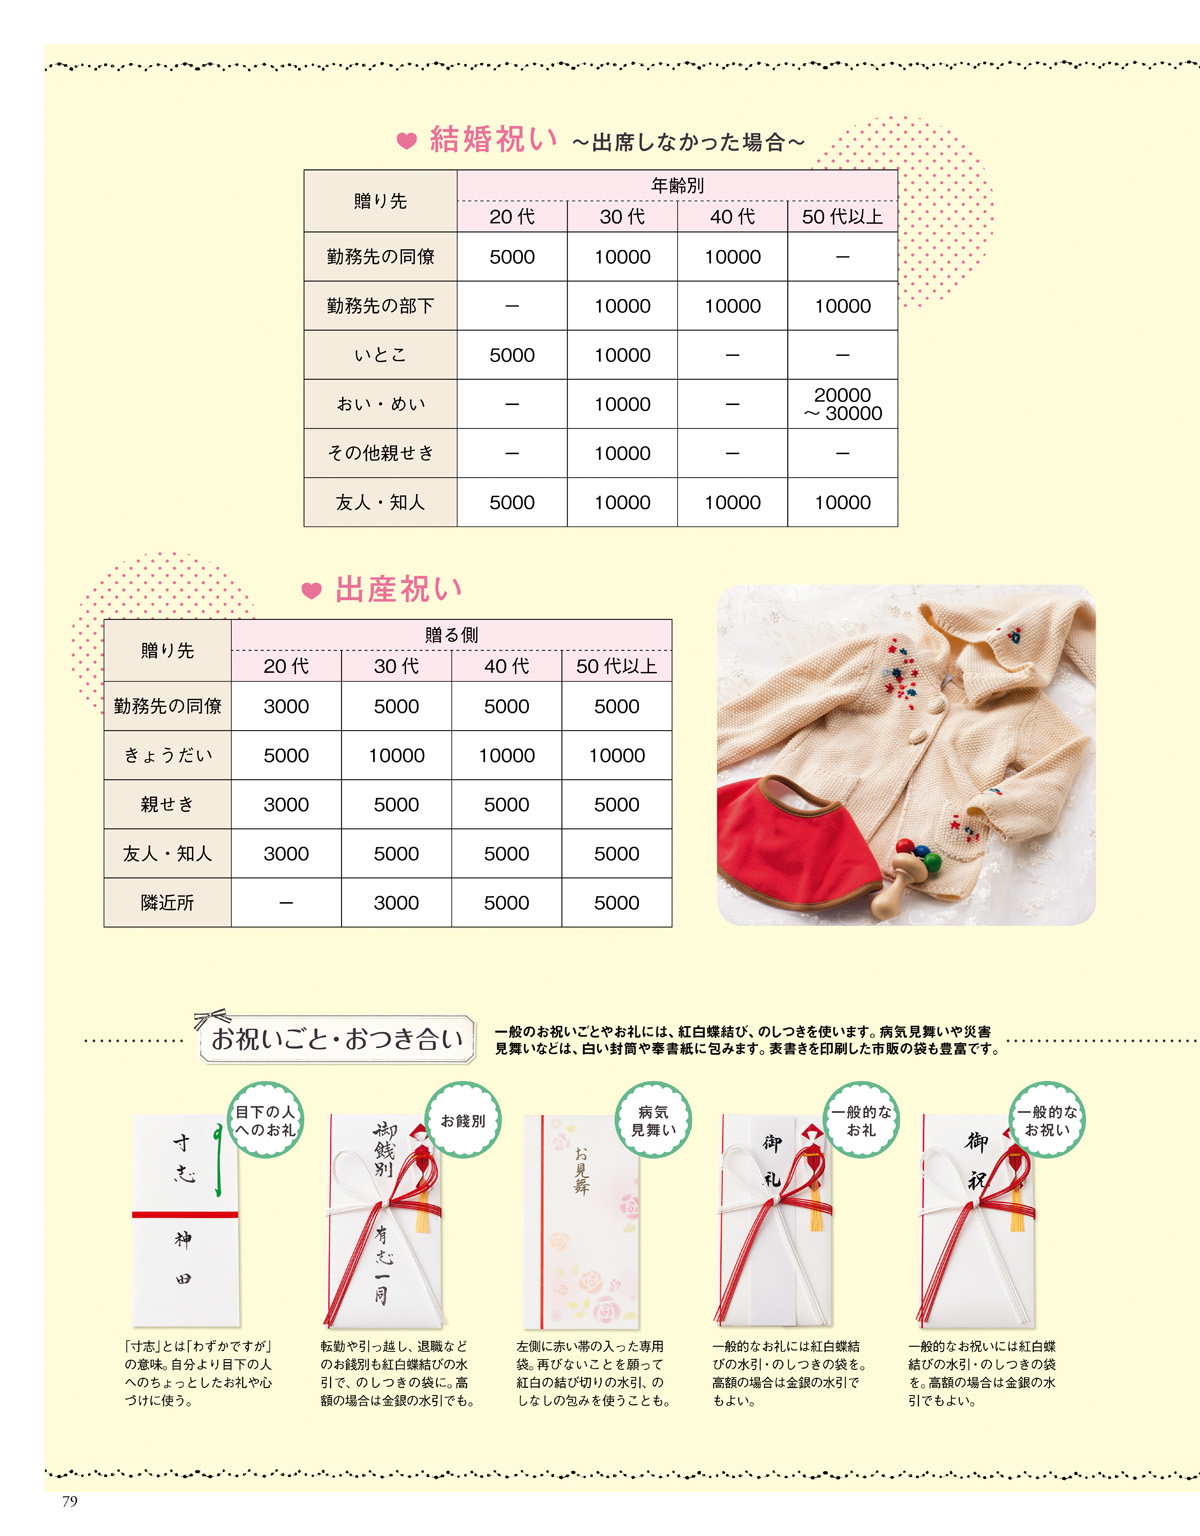 結婚祝い ～出席しなかった場合～
贈り先 年齢別
20代 30代 40代 50代以上
勤務先の同僚 5000 10000 10000 －
勤務先の部下 － 10000 10000 10000
いとこ 5000 10000 － －
おい・めい － 10000 － 20000
～30000
その他親せき － 10000 － －
友人・知人 5000 10000 10000 10000
出産祝い
贈り先 贈る側
20代 30代 40代 50代以上
勤務先の同僚 3000 5000 5000 5000
きょうだい 5000 10000 10000 10000
親せき 3000 5000 5000 5000
友人・知人 3000 5000 5000 5000
隣近所 － 3000 5000 5000
お祝いごと・おつき合い
一般のお祝いごとやお礼には、紅白蝶結び、のしつきを使います。病気見舞いや災害
見舞いなどは、白い封筒や奉書紙に包みます。表書きを印刷した市販の袋も豊富です。
目下の人
へのお礼
寸志
神田
「寸志」とは「わずかですが」
の意味。自分より目下の人
へのちょっとしたお礼や心
づけに使う。
お餞別
御餞別
有志一同
転勤や引っ越し、退職など
のお餞別も紅白蝶結びの水
引で、のしつきの袋に。高
額の場合は金銀の水引でも。
病気
見舞い
お見舞
左側に赤い帯の入った専用
袋。再びないことを願って
紅白の結び切りの水引、の
しなしの包みを使うことも。
一般的な
お礼
御礼
一般的なお礼には紅白蝶結
びの水引・のしつきの袋を。
高額の場合は金銀の水引で
もよい。
一般的な
お祝い
御祝
一般的なお祝いには紅白蝶
結びの水引・のしつきの袋
を。高額の場合は金銀の水
引でもよい。
79